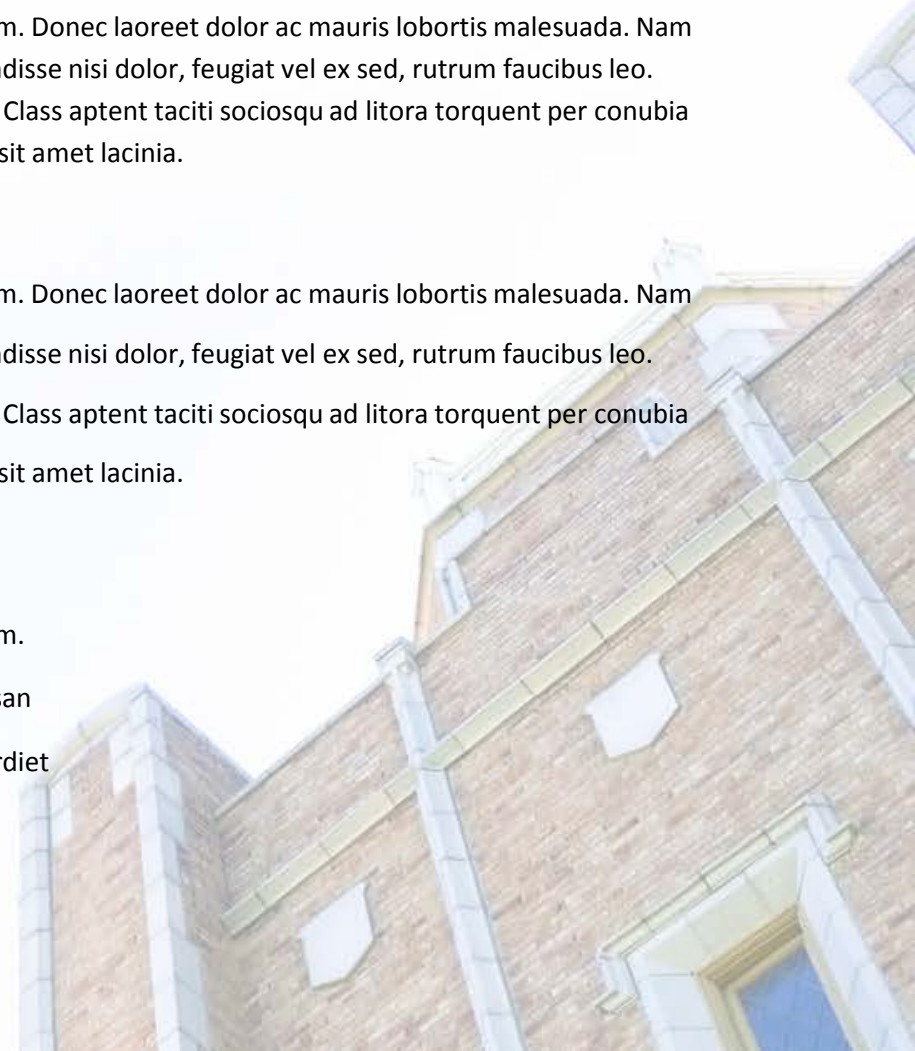 m. Donec laoreet dolor ac mauris lobortis malesuada. Nam
disse nisi dolor, feugiat vel ex sed, rutrum faucibus leo.
Class aptent taciti sociosqu ad litora torquent per conubia
sit amet lacinia.
m. Donec laoreet dolor ac mauris lobortis malesuada. Nam
disse nisi dolor, feugiat vel ex sed, rutrum faucibus leo.
Class aptent taciti sociosqu ad litora torquent per conubia
sit amet lacinia.
m.
san
rdiet